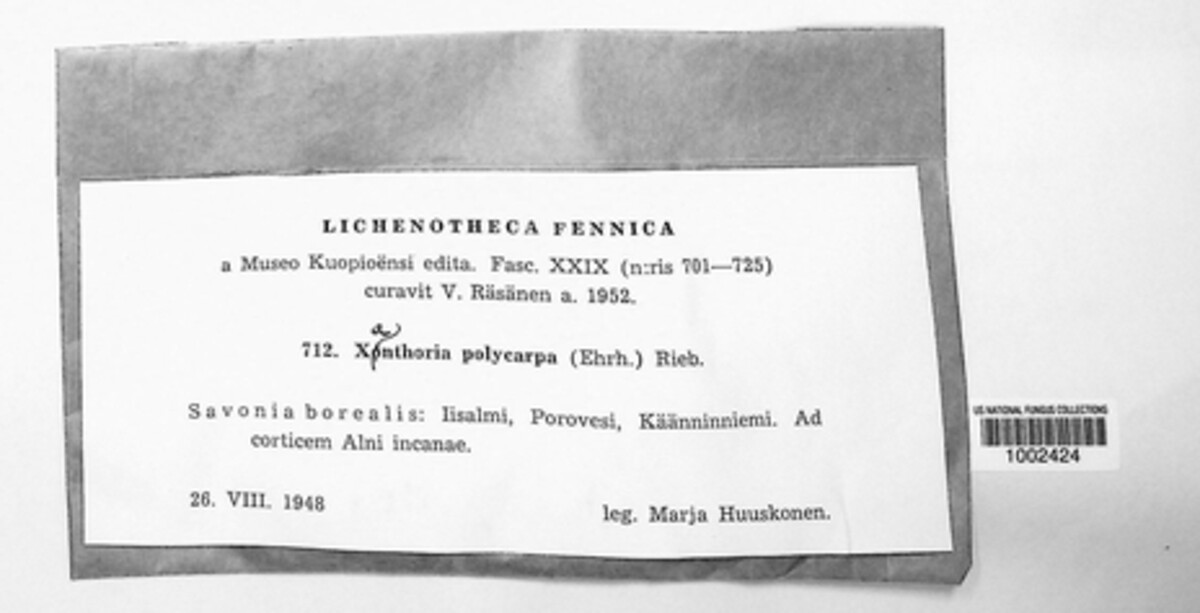 LICHENOTHECA FENNICA
a Museo Kuopioënsi edita. Fasc. XXIX (n:ris 701—725)
curavit V. Räsänen a. 1952.
a
712. Xonthoria polycarpa (Ehrh.) Rieb.
Savonia borealis: Iisalmi, Porovesi, Käänninniemi. Ad
corticem Alni incanae.
26. VIII. 1948 leg. Marja Huuskonen.
US NATIONAL FUNGUS COLLECTIONS
1002424